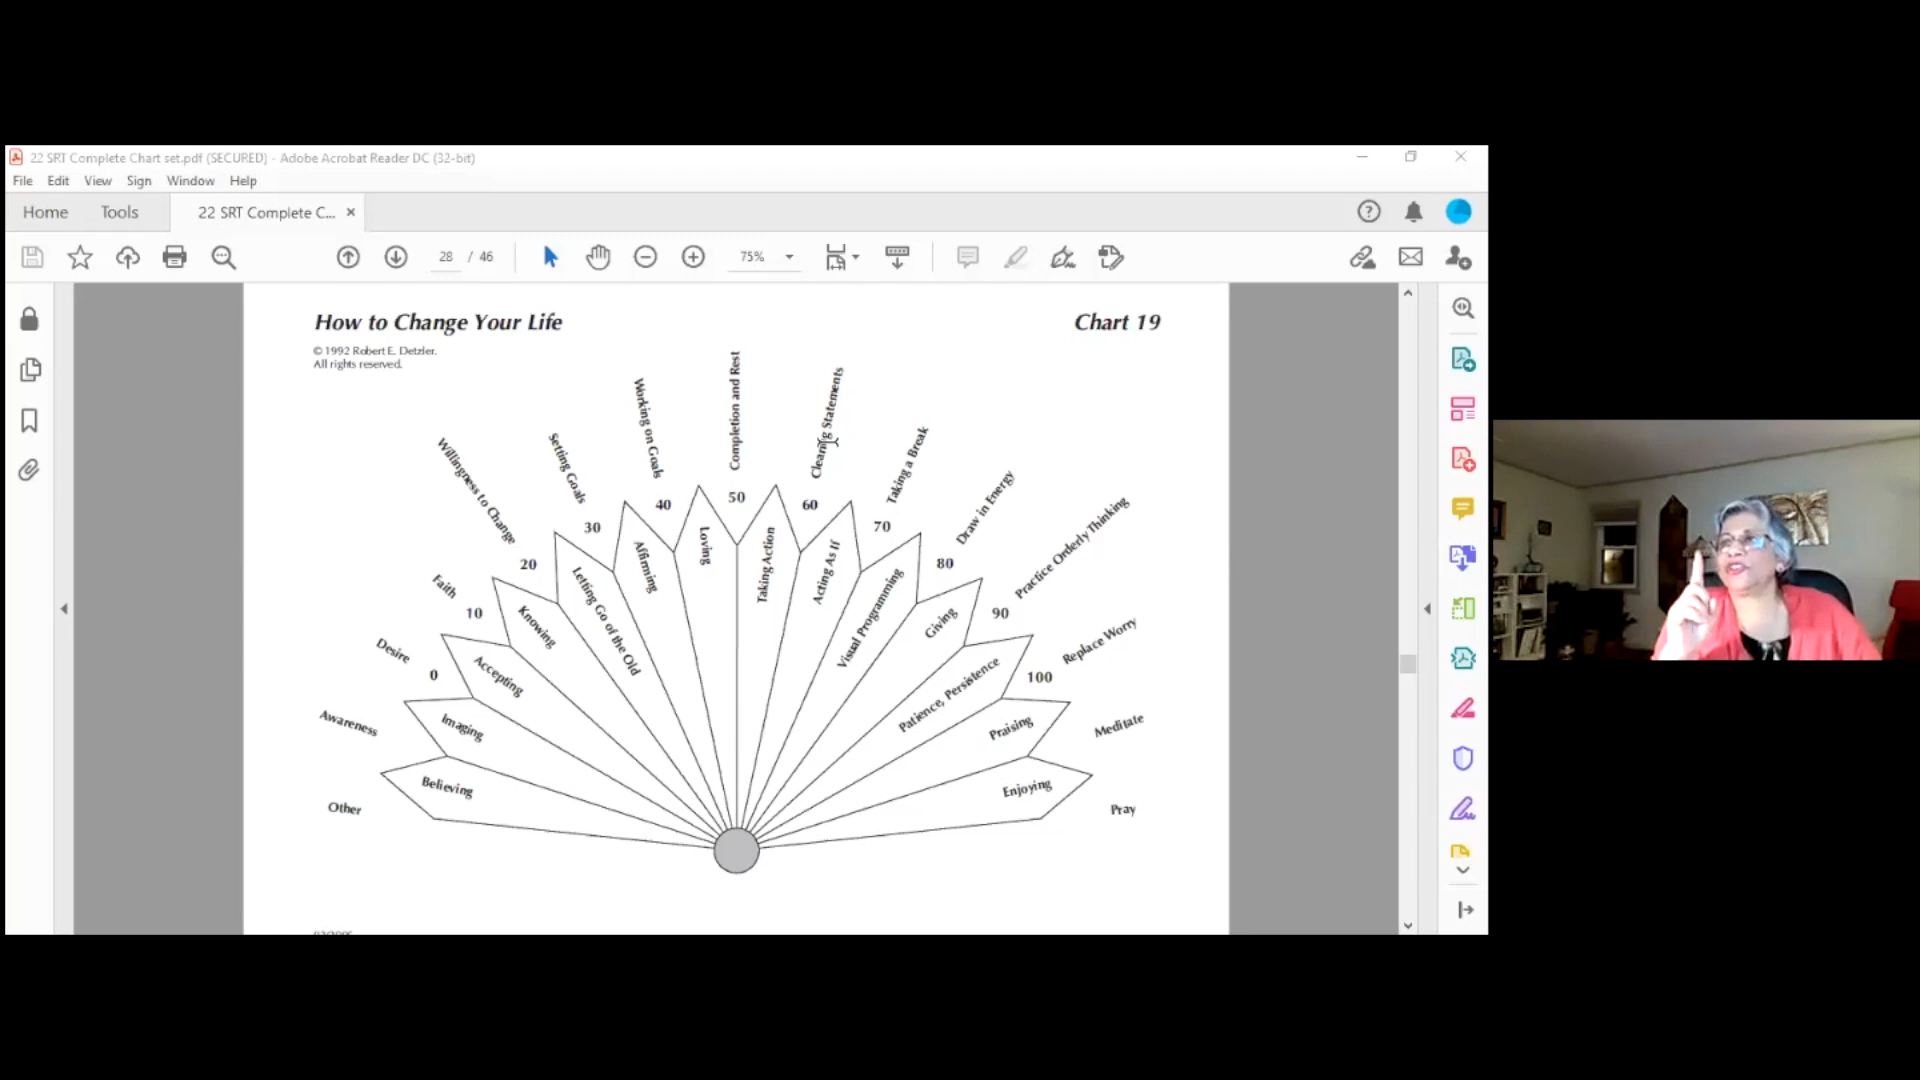 22 SRT Complete Chart set.pdf (SECURED) - Adobe Acrobat Reader DC (32-bit)
File Edit View Sign Window Help
Home Tools 22 SRT Complete C... ×
28 / 46 75%
How to Change Your Life
Chart 19
© 1992 Robert E. Detzler.
All rights reserved.
Other
Awareness
Desire
Faith
Willingness to Change
Setting Goals
Working on Goals
Completion and Rest
Cleaning Statements
Taking a Break
Draw in Energy
Practice Orderly Thinking
Replace Worry
Meditate
Pray
0
10
20
30
40
50
60
70
80
90
100
Believing
Imaging
Accepting
Knowing
Letting Go of the Old
Affirming
Loving
Taking Action
Acting As If
Visual Programming
Giving
Patience, Persistence
Praising
Enjoying